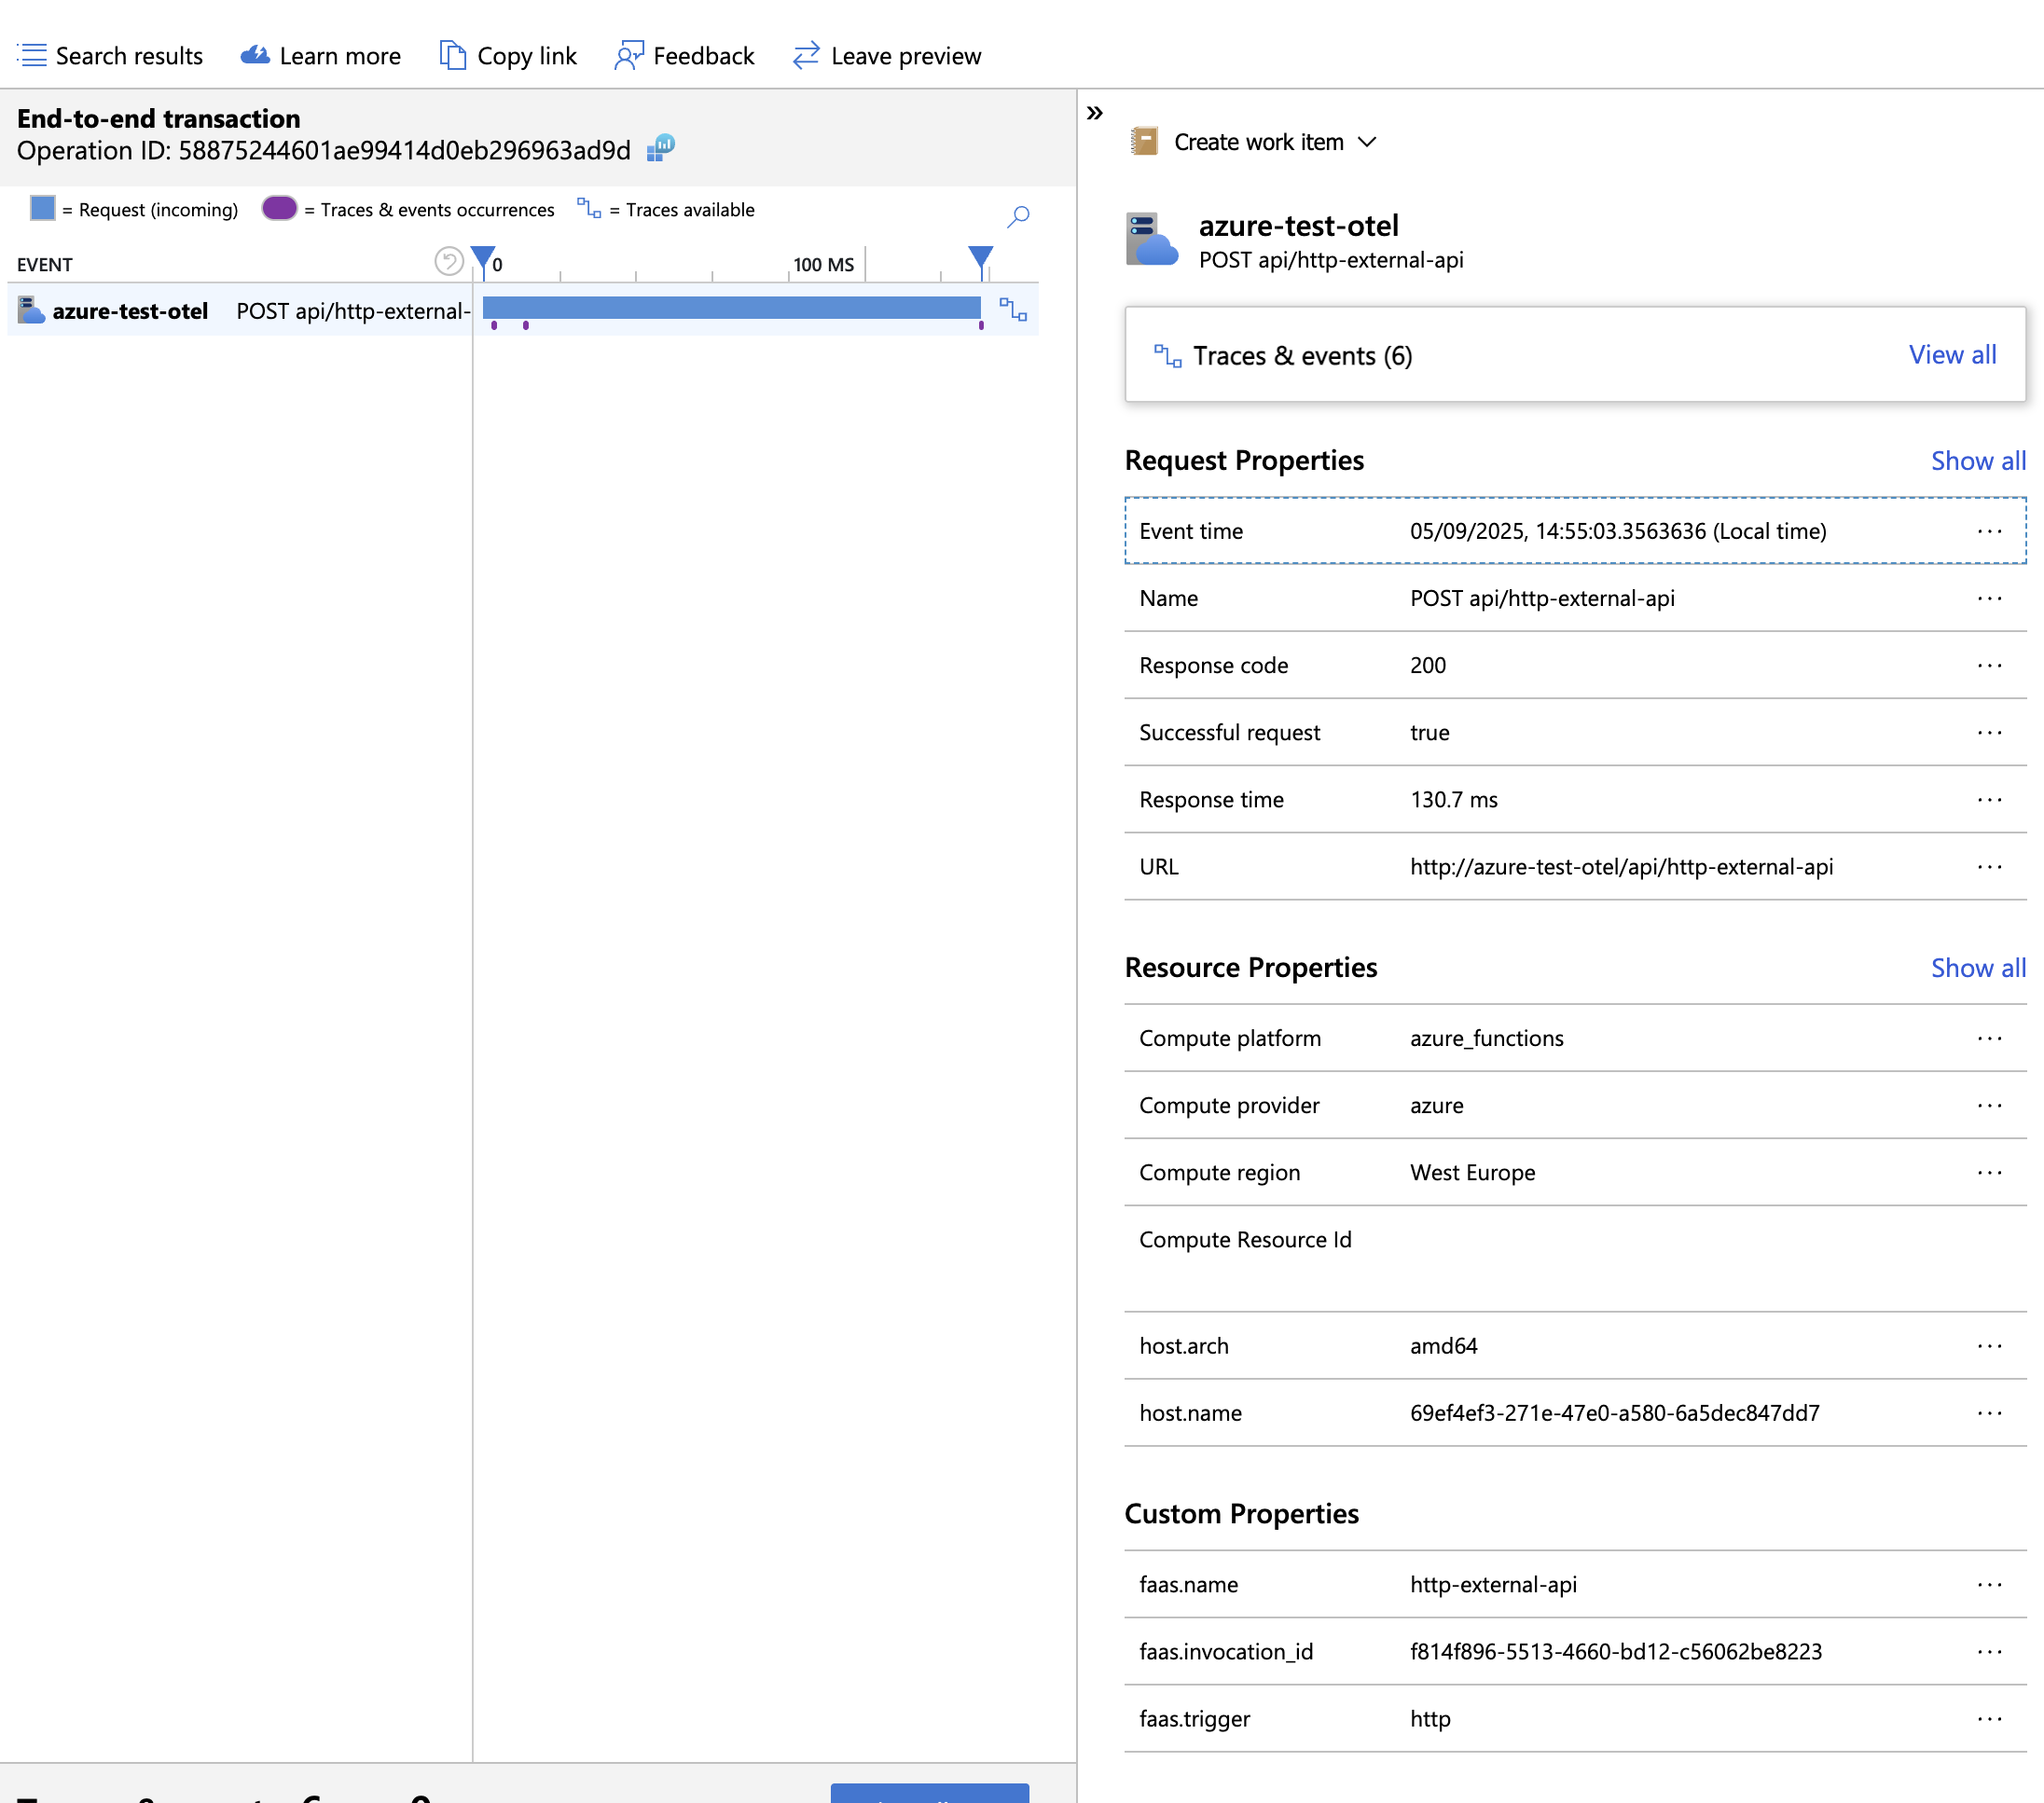 Search results Learn more Copy link Feedback Leave preview
End-to-end transaction
Operation ID: 58875244601ae99414d0eb296963ad9d
= Request (incoming) = Traces & events occurrences = Traces available
EVENT 0 100 MS
azure-test-otel POST api/http-external-
»
Create work item
azure-test-otel
POST api/http-external-api
Traces & events (6) View all
Request Properties Show all
Event time 05/09/2025, 14:55:03.3563636 (Local time) ...
Name POST api/http-external-api ...
Response code 200 ...
Successful request true ...
Response time 130.7 ms ...
URL http://azure-test-otel/api/http-external-api ...
Resource Properties Show all
Compute platform azure_functions ...
Compute provider azure ...
Compute region West Europe ...
Compute Resource Id
host.arch amd64 ...
host.name 69ef4ef3-271e-47e0-a580-6a5dec847dd7 ...
Custom Properties
faas.name http-external-api ...
faas.invocation_id f814f896-5513-4660-bd12-c56062be8223 ...
faas.trigger http ...